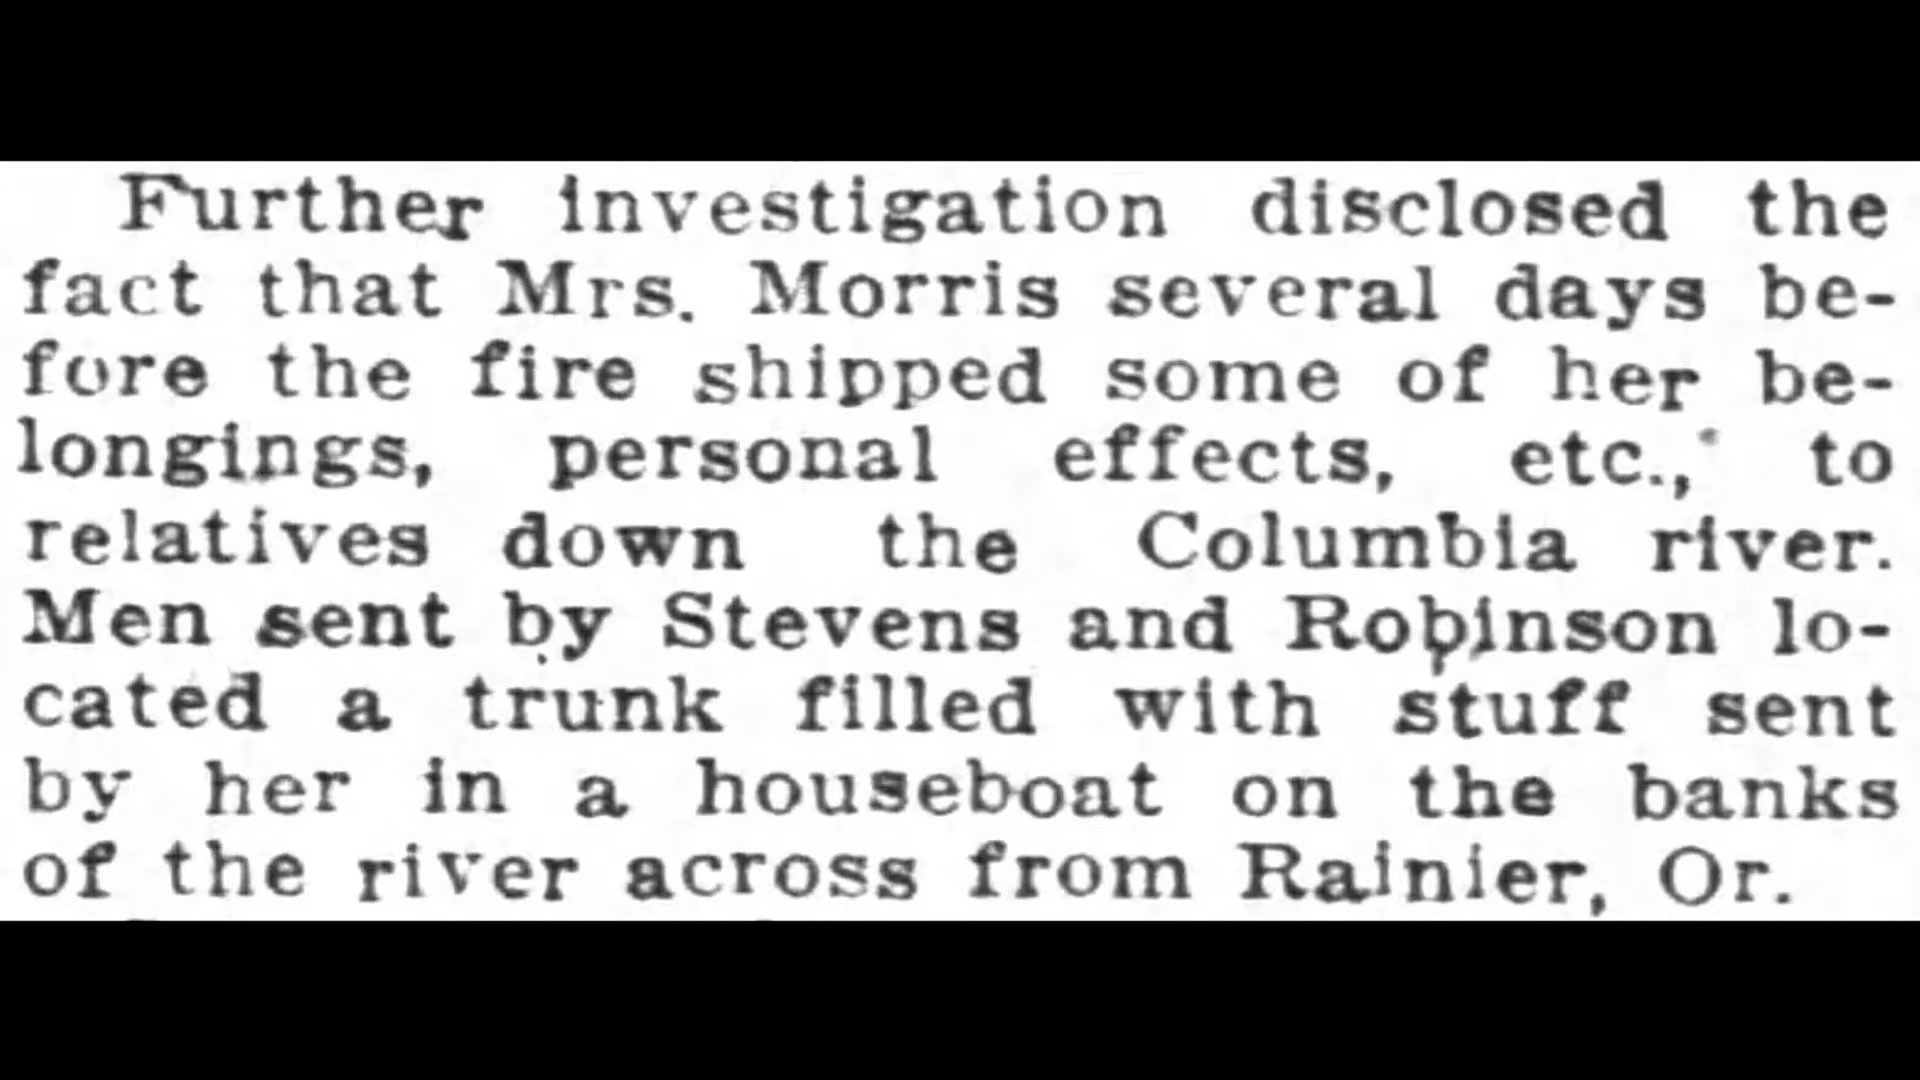 Further investigation disclosed the
fact that Mrs. Morris several days be-
fore the fire shipped some of her be-
longings, personal effects, etc., to
relatives down the Columbia river.
Men sent by Stevens and Robinson lo-
cated a trunk filled with stuff sent
by her in a houseboat on the banks
of the river across from Rainier, Or.